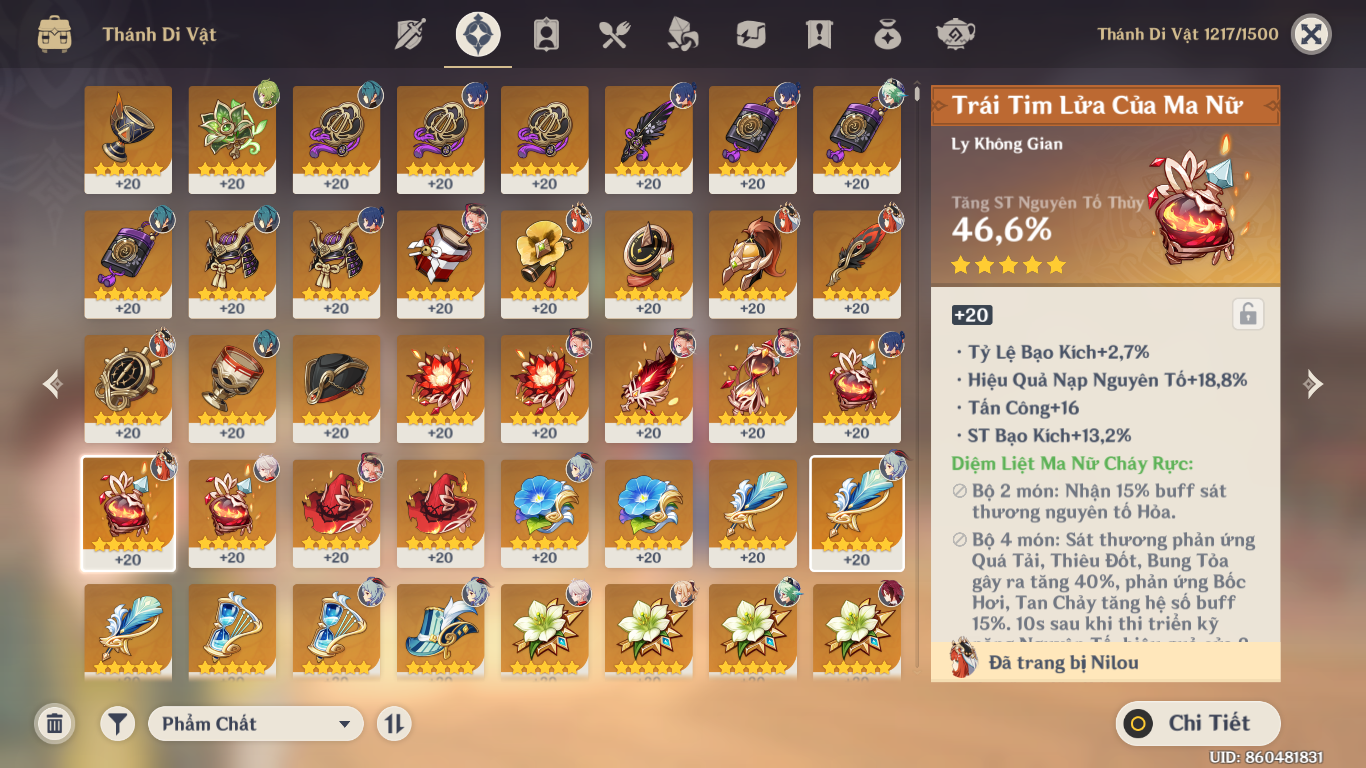 Thánh Di Vật
Thánh Di Vật 1217/1500
Trái Tim Lửa Của Ma Nữ
Ly Không Gian
Tăng ST Nguyên Tố Thủy
46,6%
+20
· Tỷ Lệ Bạo Kích+2,7%
· Hiệu Quả Nạp Nguyên Tố+18,8%
· Tấn Công+16
· ST Bạo Kích+13,2%
Diệm Liệt Ma Nữ Cháy Rực:
Bộ 2 món: Nhận 15% buff sát
thương nguyên tố Hỏa.
Bộ 4 món: Sát thương phản ứng
Quá Tải, Thiêu Đốt, Bung Tỏa
gây ra tăng 40%, phản ứng Bốc
Hơi, Tan Chảy tăng hệ số buff
15%. 10s sau khi thi triển kỹ
Đã trang bị Nilou
+20 +20 +20 +20 +20 +20 +20 +20
+20 +20 +20 +20 +20 +20 +20 +20
+20 +20 +20 +20 +20 +20 +20 +20
+20 +20 +20 +20 +20 +20 +20 +20
Phẩm Chất
Chi Tiết
UID: 860481831